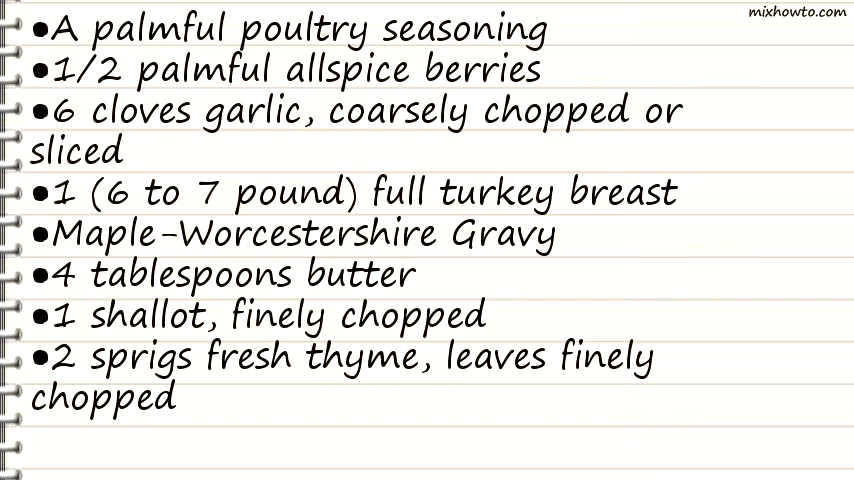 mixhowto.com
•A palmful poultry seasoning
•1/2 palmful allspice berries
•6 cloves garlic, coarsely chopped or
sliced
•1 (6 to 7 pound) full turkey breast
•Maple-Worcestershire Gravy
•4 tablespoons butter
•1 shallot, finely chopped
•2 sprigs fresh thyme, leaves finely
chopped